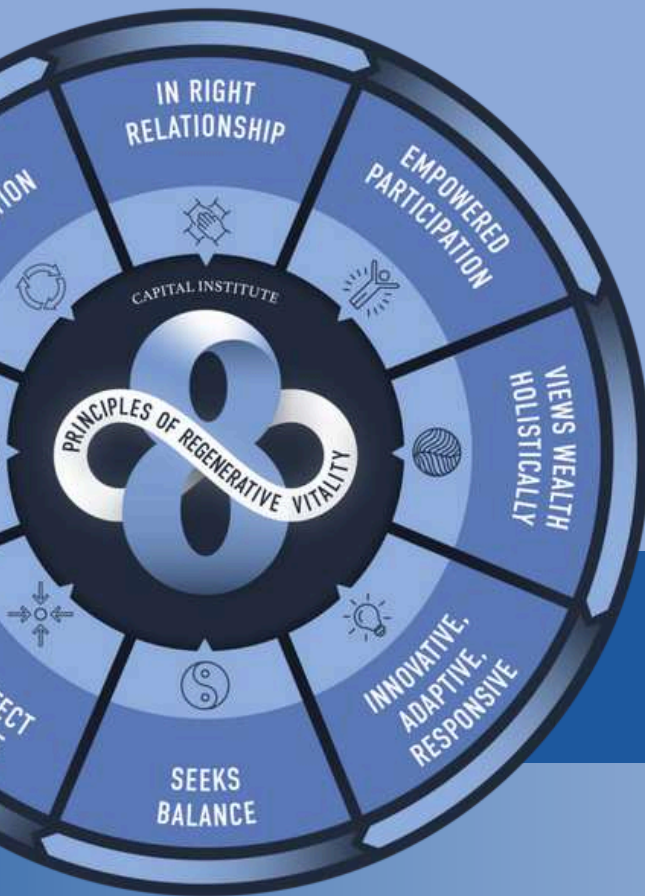 IN RIGHT
RELATIONSHIP
EMPOWERED
PARTICIPATION
VIEWS WEALTH
HOLISTICALLY
INNOVATIVE,
ADAPTIVE,
RESPONSIVE
SEEKS
BALANCE
CAPITAL INSTITUTE
8
PRINCIPLES OF REGENERATIVE VITALITY